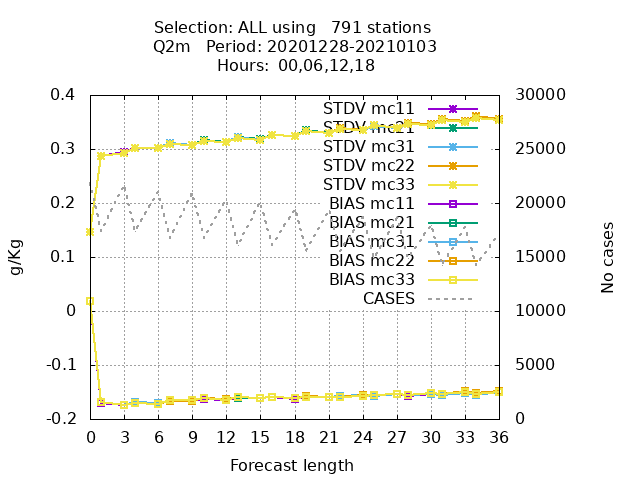 Selection: ALL using   791 stations
Q2m   Period: 20201228-20210103
Hours:  00,06,12,18
0.4
0.3
0.2
0.1
0
-0.1
-0.2
30000
25000
20000
15000
10000
5000
0
g/Kg
No cases
STDV mc11
STDV mc21
STDV mc31
STDV mc22
STDV mc33
BIAS mc11
BIAS mc21
BIAS mc31
BIAS mc22
BIAS mc33
CASES
0 3 6 9 12 15 18 21 24 27 30 33 36
Forecast length